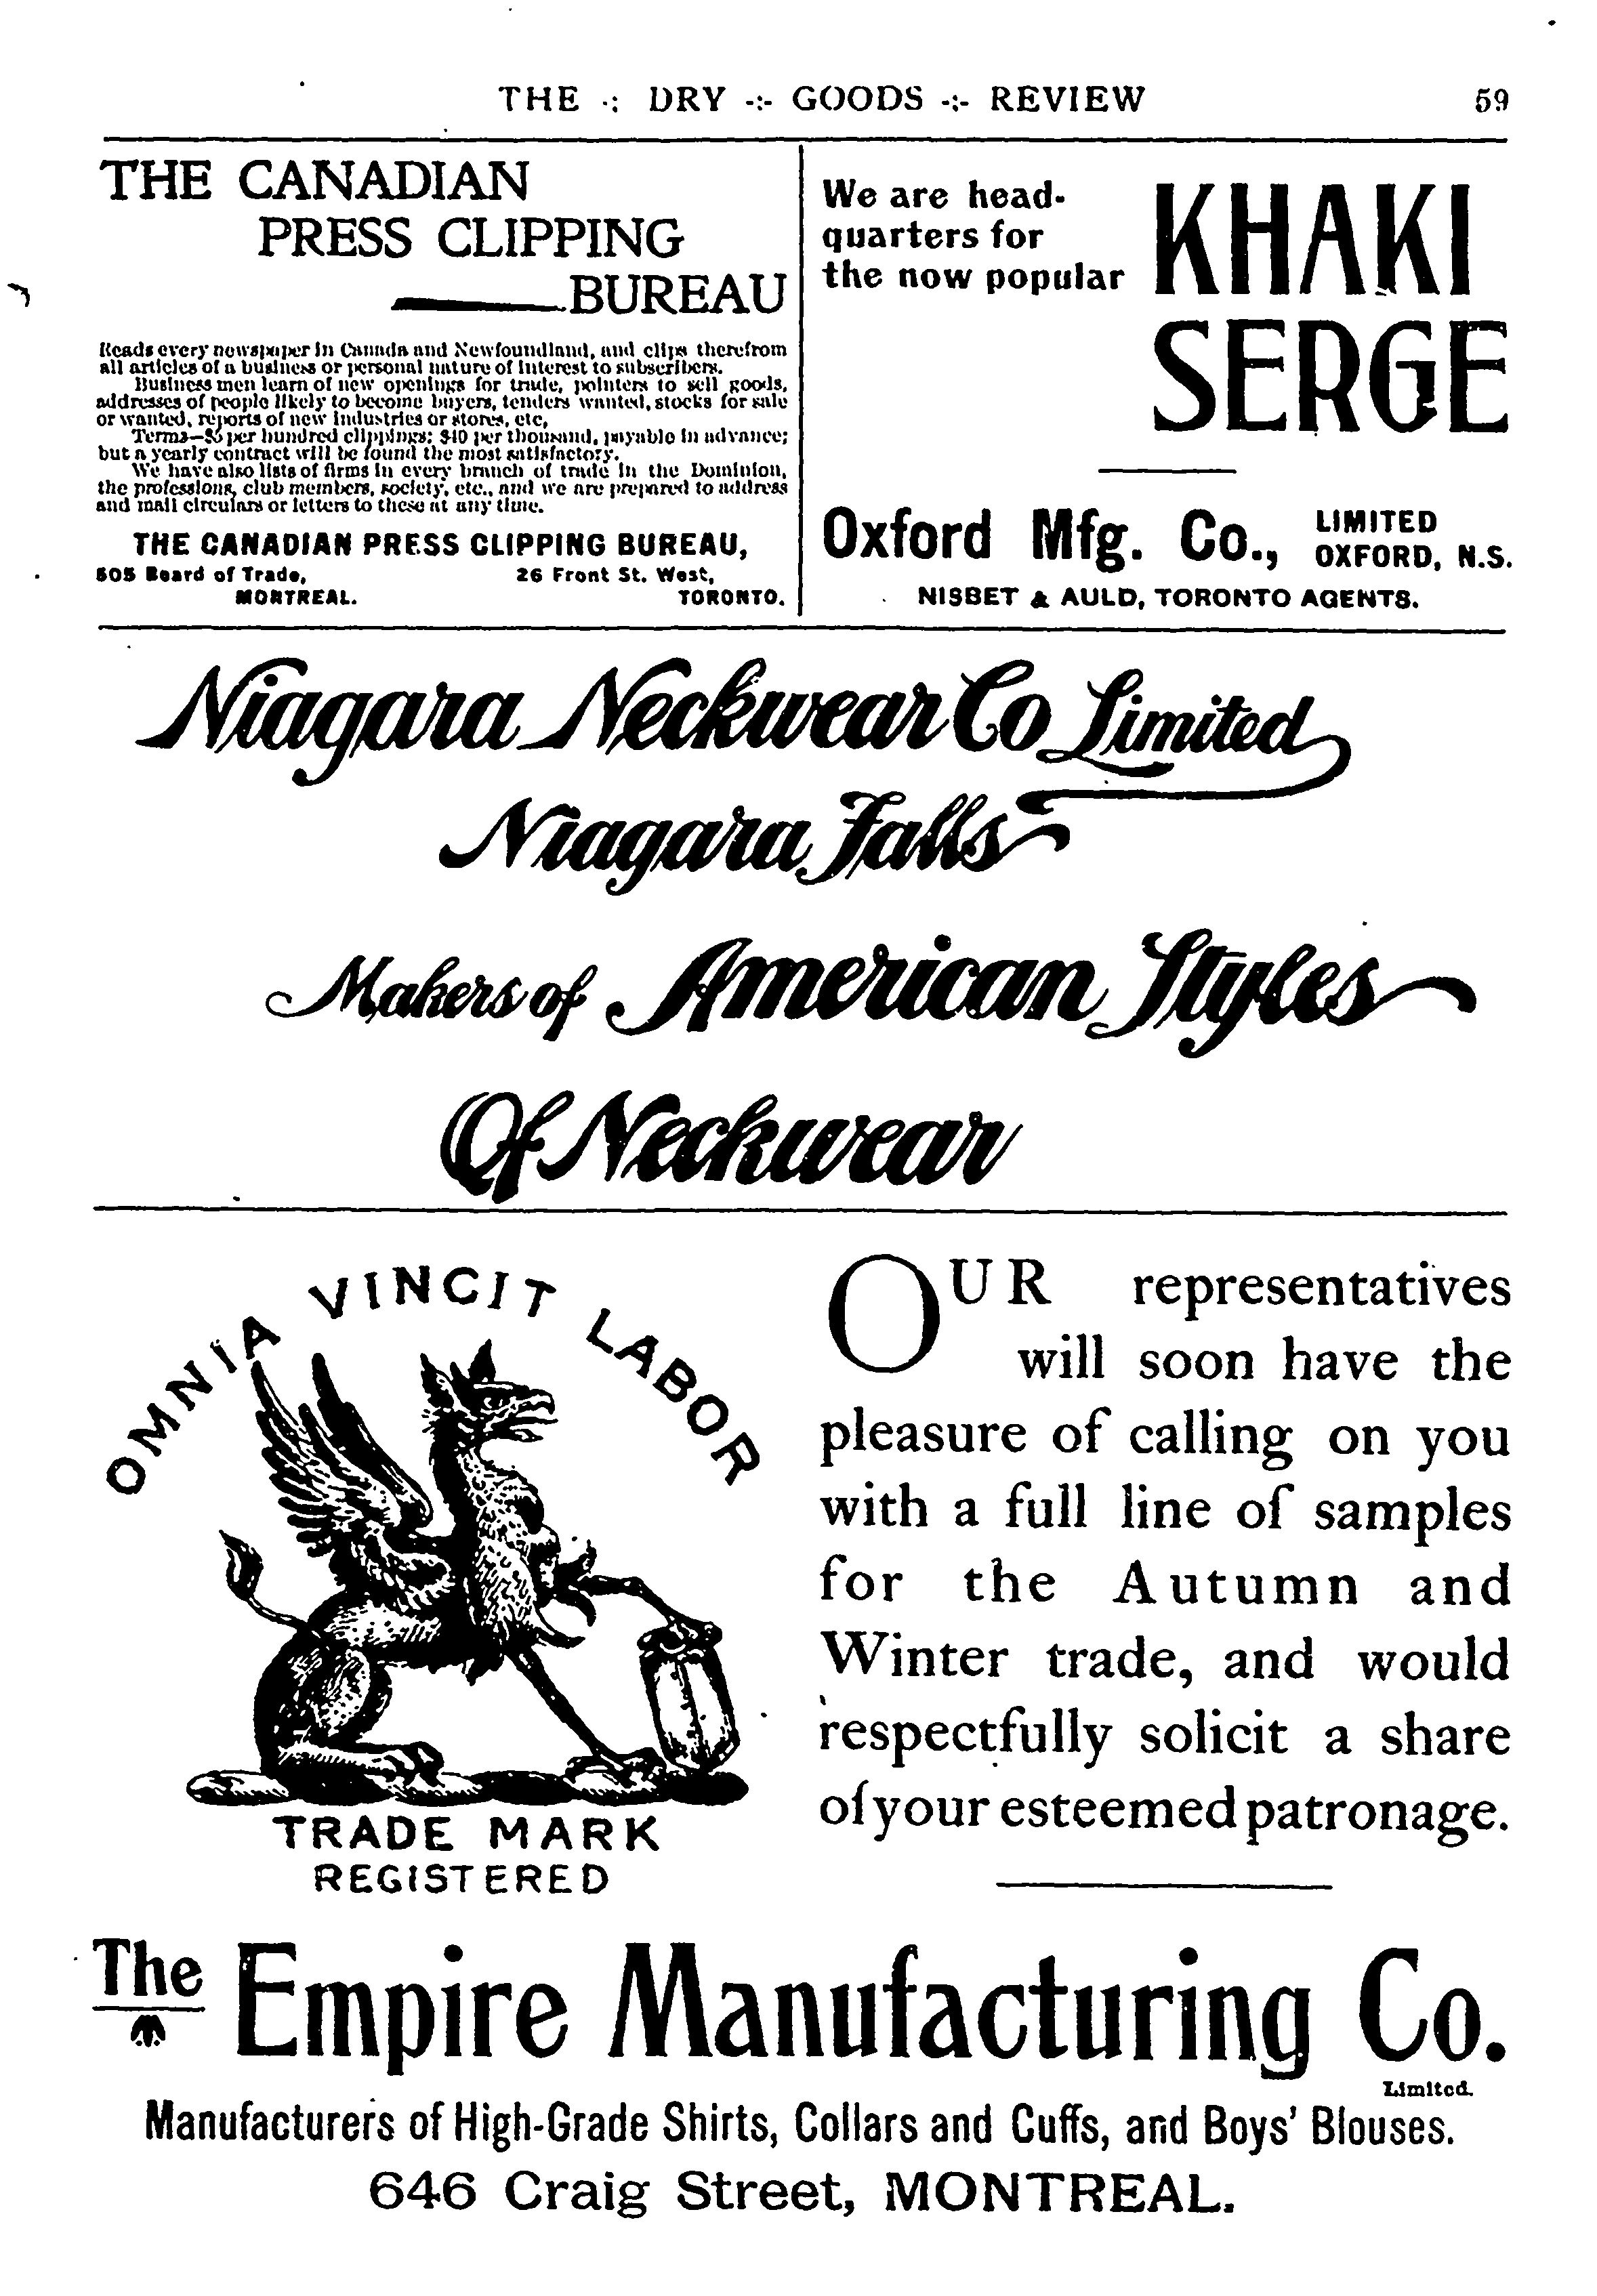 THE ·: DRY -:- GOODS -:- REVIEW 59
THE CANADIAN
PRESS CLIPPING
BUREAU
Reads every newspaper in Canada and Newfoundland, and clips therefrom
all articles of a business or personal nature of interest to subscribers.
Business men learn of new openings for trade, pointers to sell goods,
addresses of people likely to become buyers, tenders wanted, stocks for sale
or wanted, reports of new industries or stores, etc,
Terms—$5 per hundred clippings; $40 per thousand, payable in advance;
but a yearly contract will be found the most satisfactory.
We have also lists of firms in every branch of trade in the Dominion,
the professions, club members, society, etc., and we are prepared to address
and mail circulars or letters to these at any time.
THE CANADIAN PRESS CLIPPING BUREAU,
505 Board of Trade, 26 Front St. West,
MONTREAL. TORONTO.
We are head-
quarters for
the now popular
KHAKI
SERGE
Oxford Mfg. Co., LIMITED
OXFORD, N.S.
NISBET & AULD, TORONTO AGENTS.
Niagara Neckwear Co Limited
Niagara Falls
Makers of American Styles
Of Neckwear
OMNIA VINCIT LABOR
TRADE MARK
REGISTERED
OUR representatives
will soon have the
pleasure of calling on you
with a full line of samples
for the Autumn and
Winter trade, and would
respectfully solicit a share
of your esteemed patronage.
The Empire Manufacturing Co.
Limited.
Manufacturers of High-Grade Shirts, Collars and Cuffs, and Boys' Blouses.
646 Craig Street, MONTREAL.